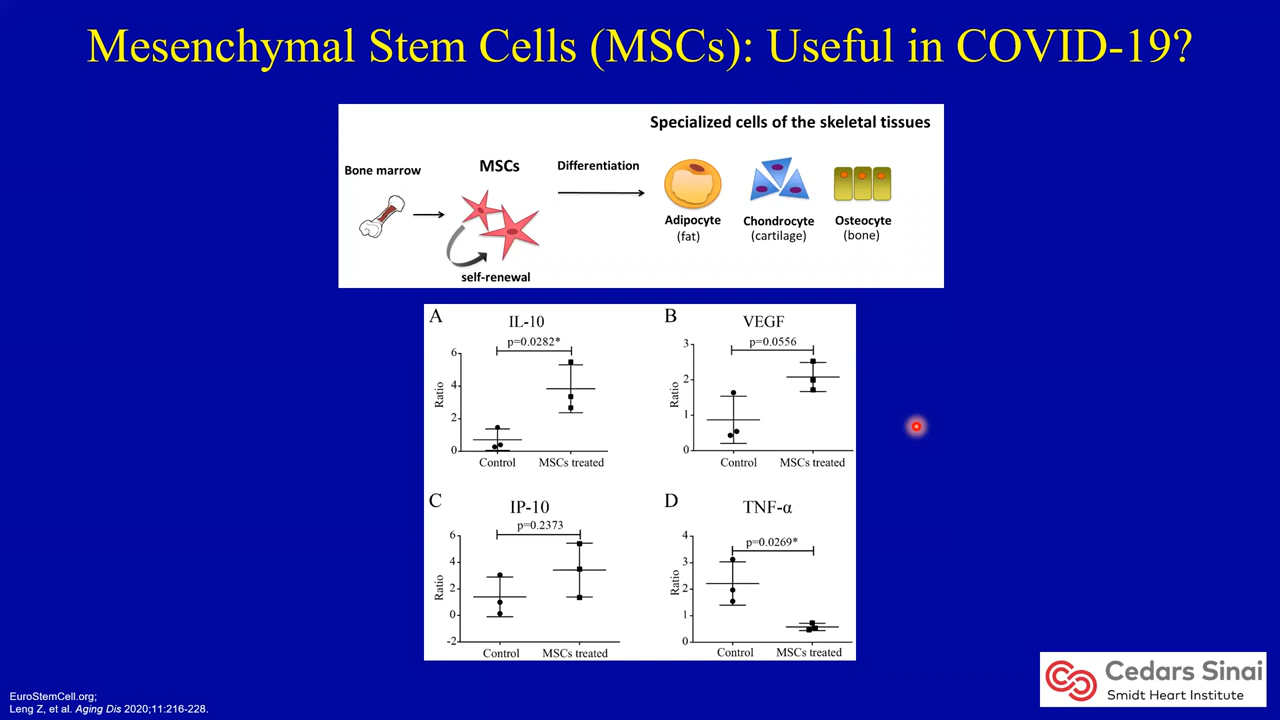 Mesenchymal Stem Cells (MSCs): Useful in COVID-19?
Specialized cells of the skeletal tissues
Bone marrow
MSCs
Differentiation
self-renewal
Adipocyte
(fat)
Chondrocyte
(cartilage)
Osteocyte
(bone)
A
IL-10
p=0.0282*
Ratio
6
4
2
0
Control
MSCs treated
B
VEGF
p=0.0556
Ratio
3
2
1
0
Control
MSCs treated
C
IP-10
p=0.2373
Ratio
6
4
2
0
-2
Control
MSCs treated
D
TNF-α
p=0.0269*
Ratio
4
3
2
1
0
Control
MSCs treated
EuroStemCell.org;
Leng Z, et al. Aging Dis 2020;11:216-228.
Cedars Sinai
Smidt Heart Institute